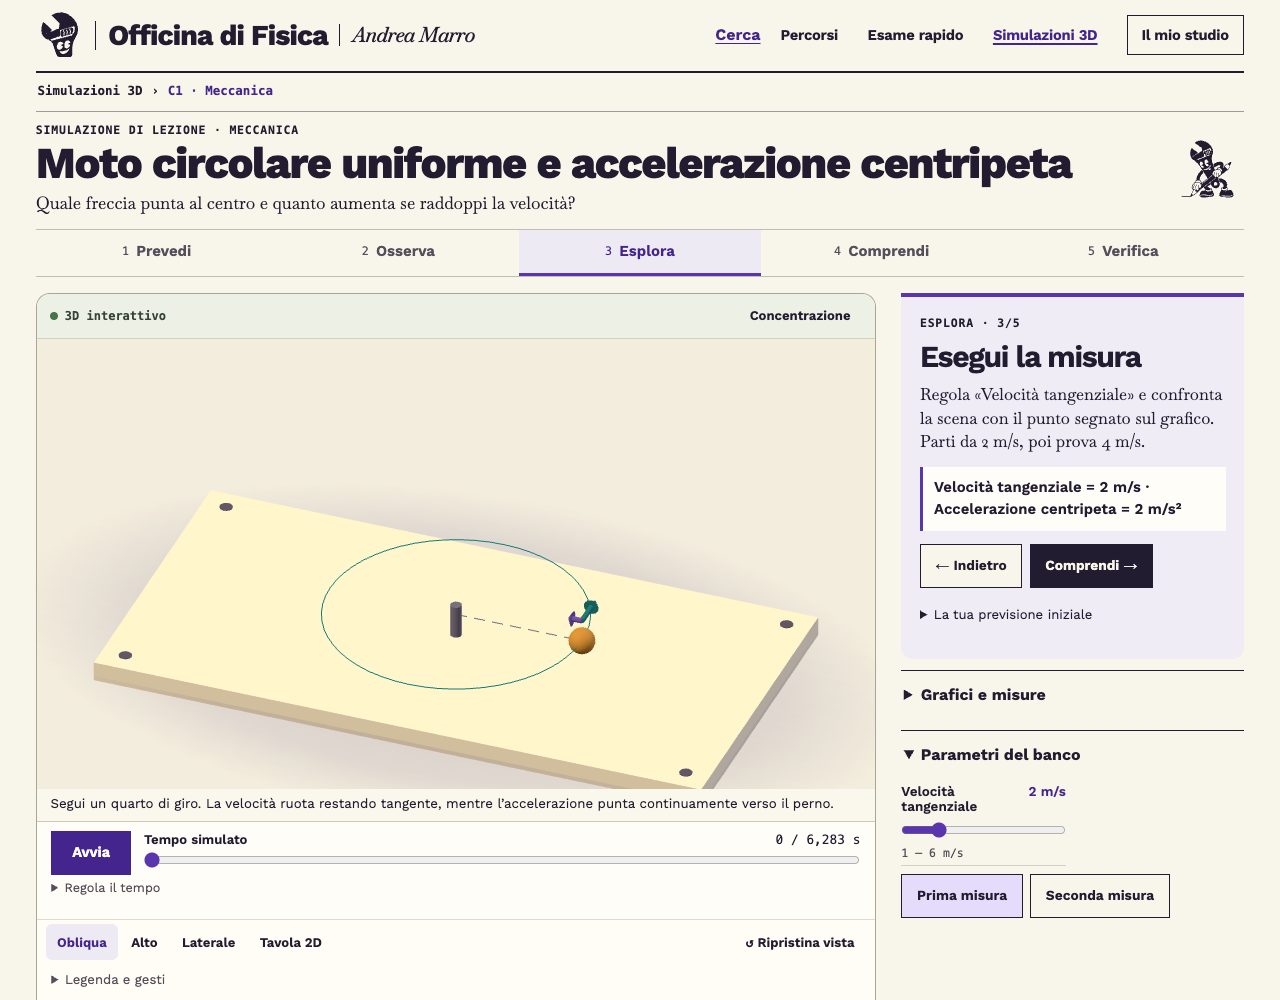 Officina di Fisica
Andrea Marro
Cerca
Percorsi
Esame rapido
Simulazioni 3D
Il mio studio
Simulazioni 3D › C1 · Meccanica
SIMULAZIONE DI LEZIONE · MECCANICA
Moto circolare uniforme e accelerazione centripeta
Quale freccia punta al centro e quanto aumenta se raddoppi la velocità?
1 Prevedi
2 Osserva
3 Esplora
4 Comprendi
5 Verifica
3D interattivo
Concentrazione
Segui un quarto di giro. La velocità ruota restando tangente, mentre l’accelerazione punta continuamente verso il perno.
Avvia
Tempo simulato
0 / 6,283 s
▶ Regola il tempo
Obliqua
Alto
Laterale
Tavola 2D
↺ Ripristina vista
▶ Legenda e gesti
ESPLORA · 3/5
Esegui la misura
Regola «Velocità tangenziale» e confronta
la scena con il punto segnato sul grafico.
Parti da 2 m/s, poi prova 4 m/s.
Velocità tangenziale = 2 m/s ·
Accelerazione centripeta = 2 m/s²
← Indietro
Comprendi →
▶ La tua previsione iniziale
▶ Grafici e misure
▼ Parametri del banco
Velocità
tangenziale
2 m/s
1 – 6 m/s
Prima misura
Seconda misura